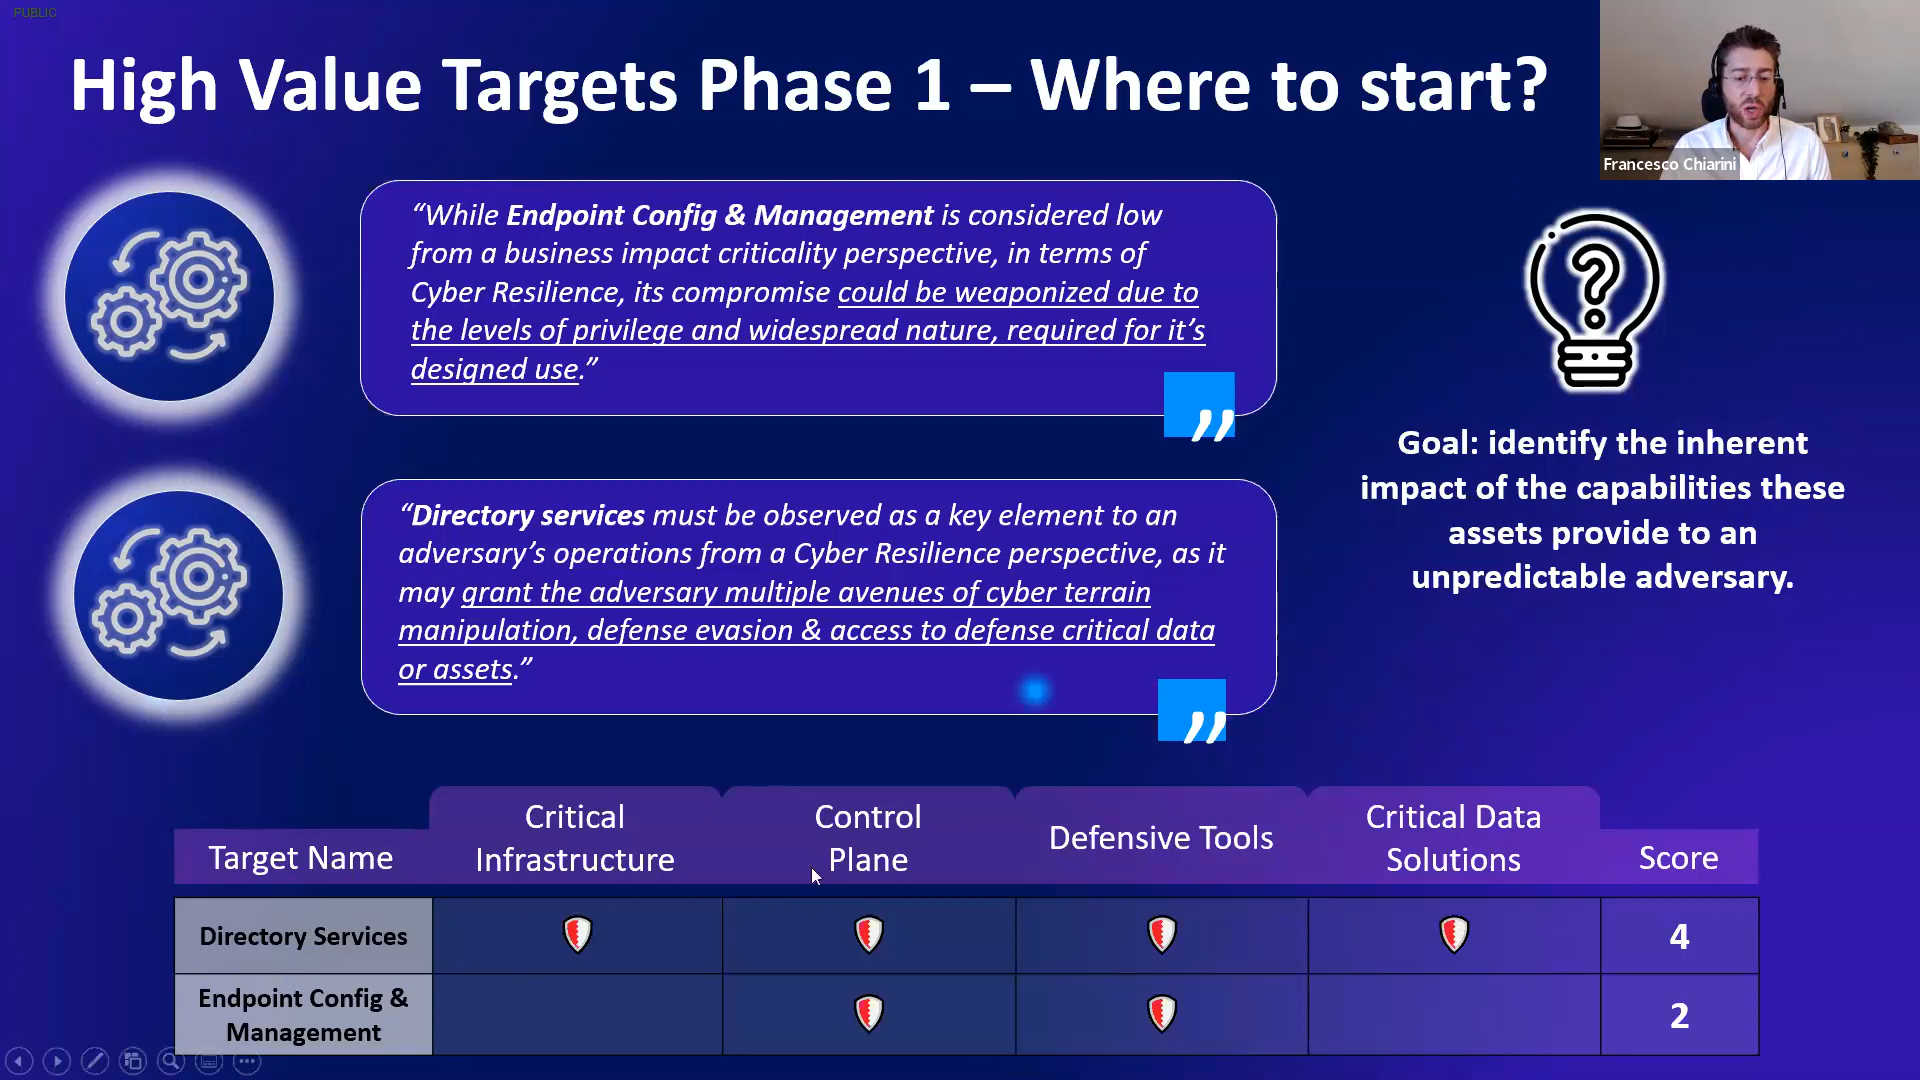 PUBLIC
High Value Targets Phase 1 – Where to start?
Francesco Chiarini
“While Endpoint Config & Management is considered low
from a business impact criticality perspective, in terms of
Cyber Resilience, its compromise could be weaponized due to
the levels of privilege and widespread nature, required for it’s
designed use.”
”
“Directory services must be observed as a key element to an
adversary’s operations from a Cyber Resilience perspective, as it
may grant the adversary multiple avenues of cyber terrain
manipulation, defense evasion & access to defense critical data
or assets.”
”
?
Goal: identify the inherent
impact of the capabilities these
assets provide to an
unpredictable adversary.
Target Name
Critical
Infrastructure
Control
Plane
Defensive Tools
Critical Data
Solutions
Score
Directory Services
4
Endpoint Config &
Management
2